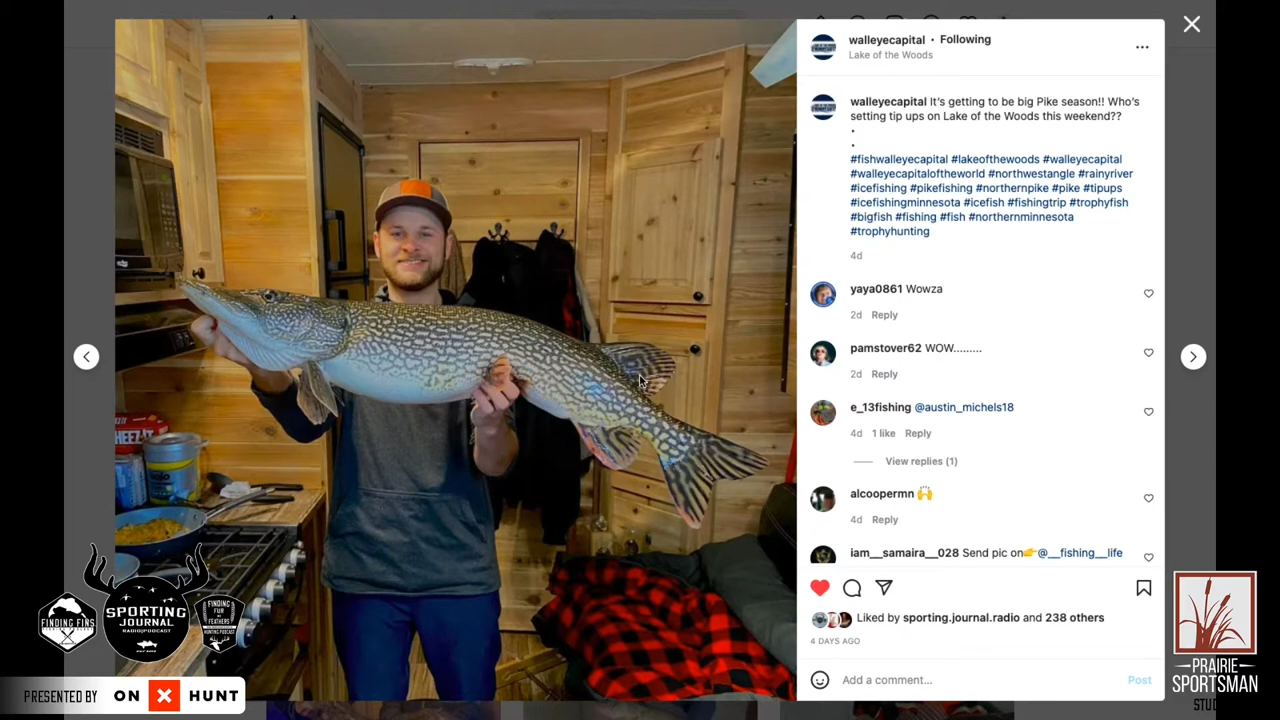 walleyecapital • Following
Lake of the Woods
walleyecapital It's getting to be big Pike season!! Who's
setting tip ups on Lake of the Woods this weekend??
.
.
#fishwalleyecapital #lakeofthewoods #walleyecapital
#walleyecapitaloftheworld #northwestangle #rainyriver
#icefishing #pikefishing #northernpike #pike #tipups
#icefishingminnesota #icefish #fishingtrip #trophyfish
#bigfish #fishing #fish #northernminnesota
#trophyhunting
4d
yaya0861 Wowza
2d Reply
pamstover62 WOW.........
2d Reply
e_13fishing @austin_michels18
4d 1 like Reply
View replies (1)
alcoopermn 🙌
4d Reply
iam__samaira__028 Send pic on👉@__fishing__life
Liked by sporting.journal.radio and 238 others
4 DAYS AGO
Add a comment... Post
CHEEZ-IT
FINDING FINS
SPORTING
JOURNAL
RADIO|PODCAST
FINDING
FUR
FEATHERS
HUNTING PODCAST
PRESENTED BY ON X HUNT
PRAIRIE
SPORTSMAN